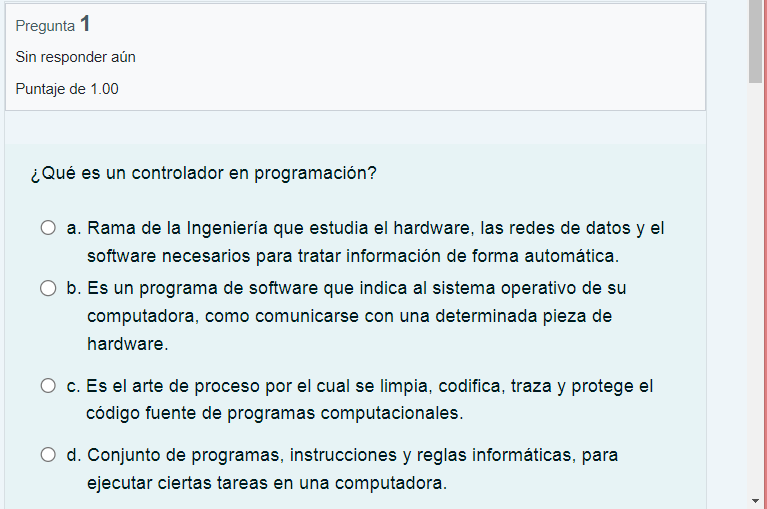 Pregunta 1
Sin responder aún
Puntaje de 1.00
¿Qué es un controlador en programación?
a. Rama de la Ingeniería que estudia el hardware, las redes de datos y el
software necesarios para tratar información de forma automática.
b. Es un programa de software que indica al sistema operativo de su
computadora, como comunicarse con una determinada pieza de
hardware.
c. Es el arte de proceso por el cual se limpia, codifica, traza y protege el
código fuente de programas computacionales.
d. Conjunto de programas, instrucciones y reglas informáticas, para
ejecutar ciertas tareas en una computadora.